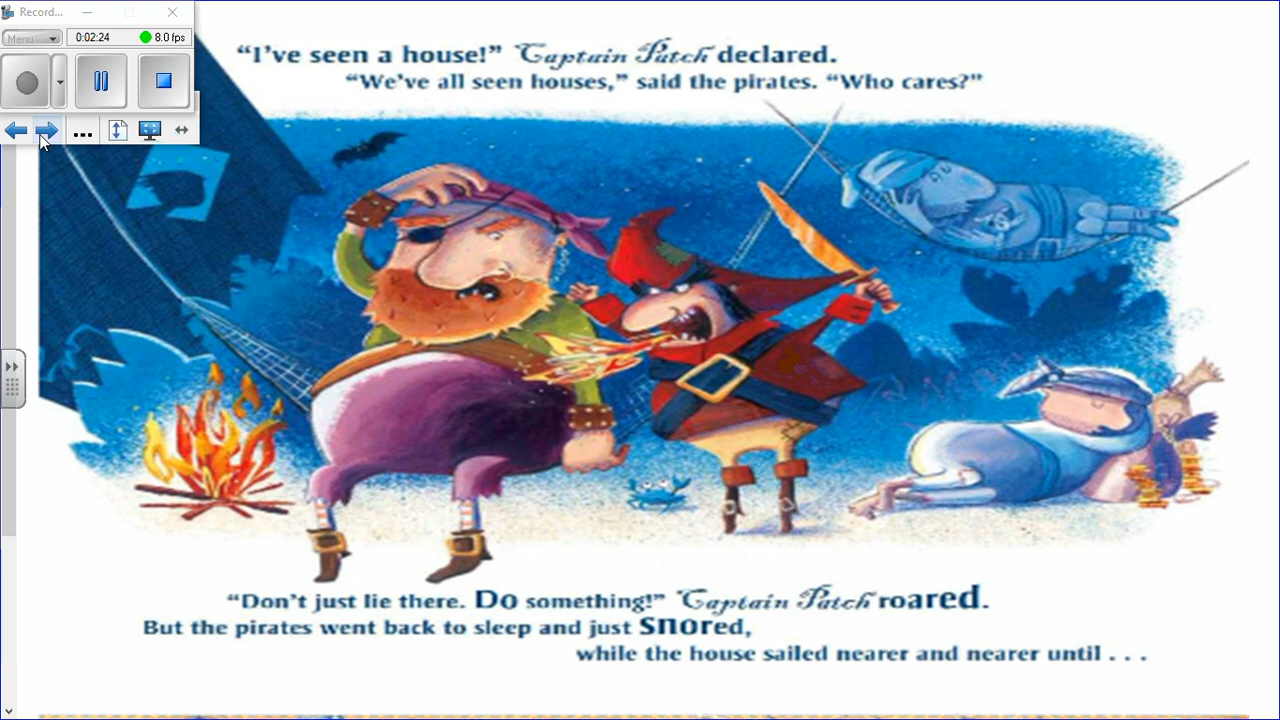 Record...
Menu
0:02:24
8.0 fps
“I’ve seen a house!” Captain Patch declared.
“We’ve all seen houses,” said the pirates. “Who cares?”
“Don’t just lie there. Do something!” Captain Patch roared.
But the pirates went back to sleep and just snored,
while the house sailed nearer and nearer until . . .